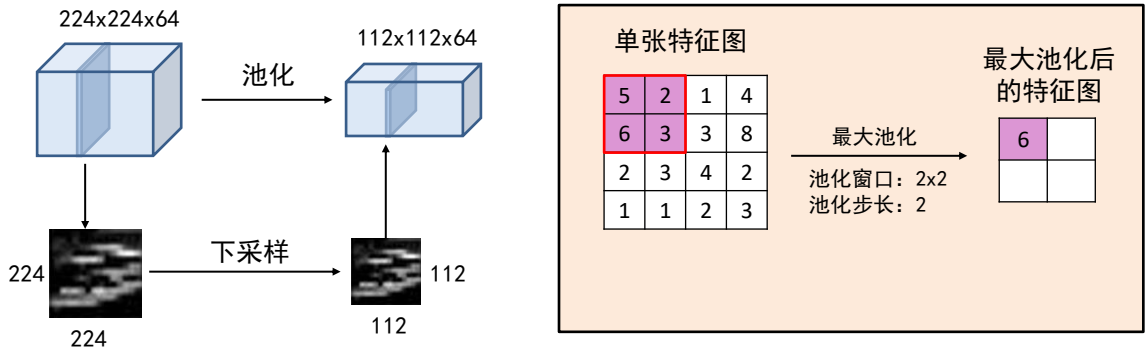 224x224x64
112x112x64
池化
224
224
下采样
112
112
单张特征图
5 2 1 4
6 3 3 8
2 3 4 2
1 1 2 3
最大池化
池化窗口：2x2
池化步长：2
最大池化后
的特征图
6